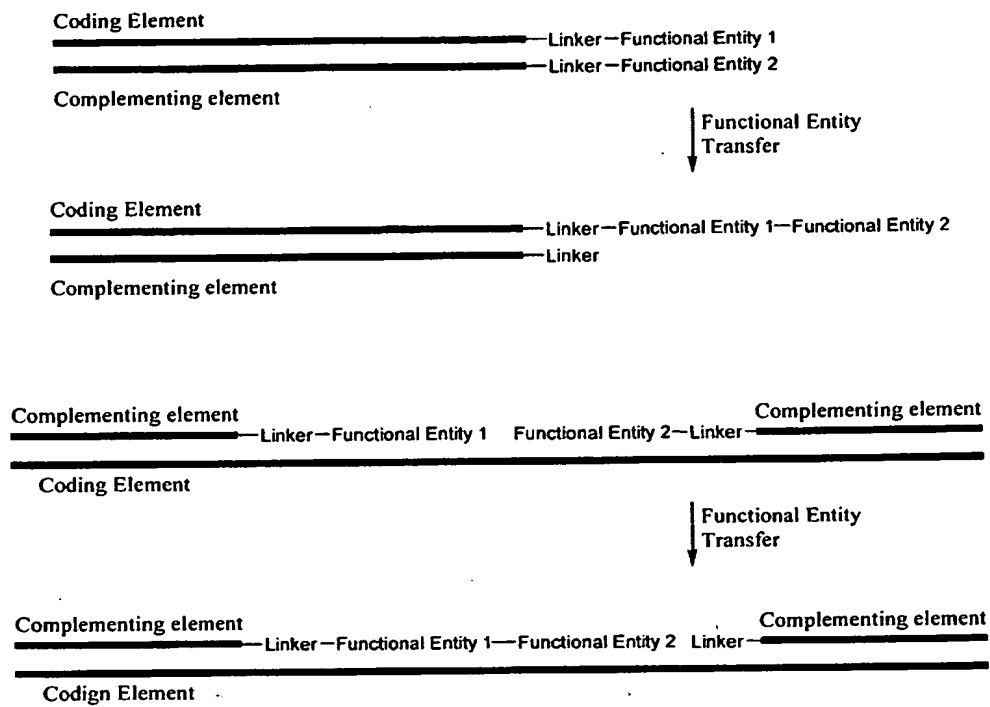 Coding Element
Linker—Functional Entity 1
Linker—Functional Entity 2
Complementing element
Functional Entity
Transfer
Coding Element
Linker—Functional Entity 1—Functional Entity 2
Linker
Complementing element
Complementing element
Complementing element
Linker—Functional Entity 1 Functional Entity 2—Linker
Coding Element
Functional Entity
Transfer
Complementing element
Complementing element
Linker—Functional Entity 1—Functional Entity 2 Linker
Codign Element